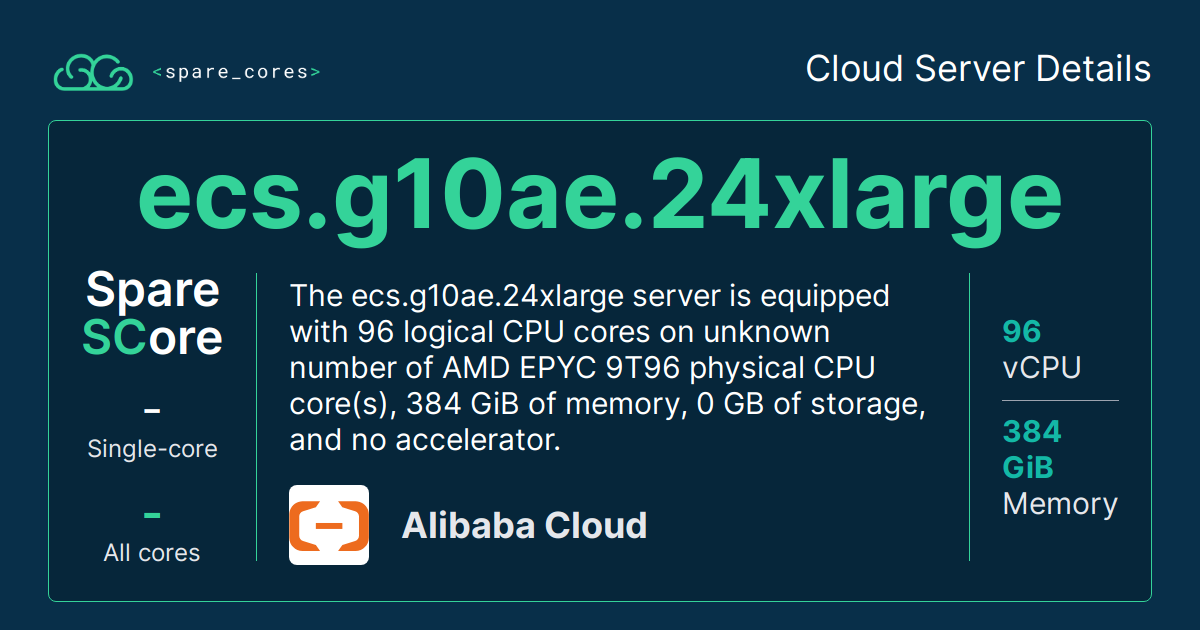 <spare_cores>
Cloud Server Details
ecs.g10ae.24xlarge
Spare
SCore
–
Single-core
–
All cores
The ecs.g10ae.24xlarge server is equipped
with 96 logical CPU cores on unknown
number of AMD EPYC 9T96 physical CPU
core(s), 384 GiB of memory, 0 GB of storage,
and no accelerator.
Alibaba Cloud
96
vCPU
384
GiB
Memory